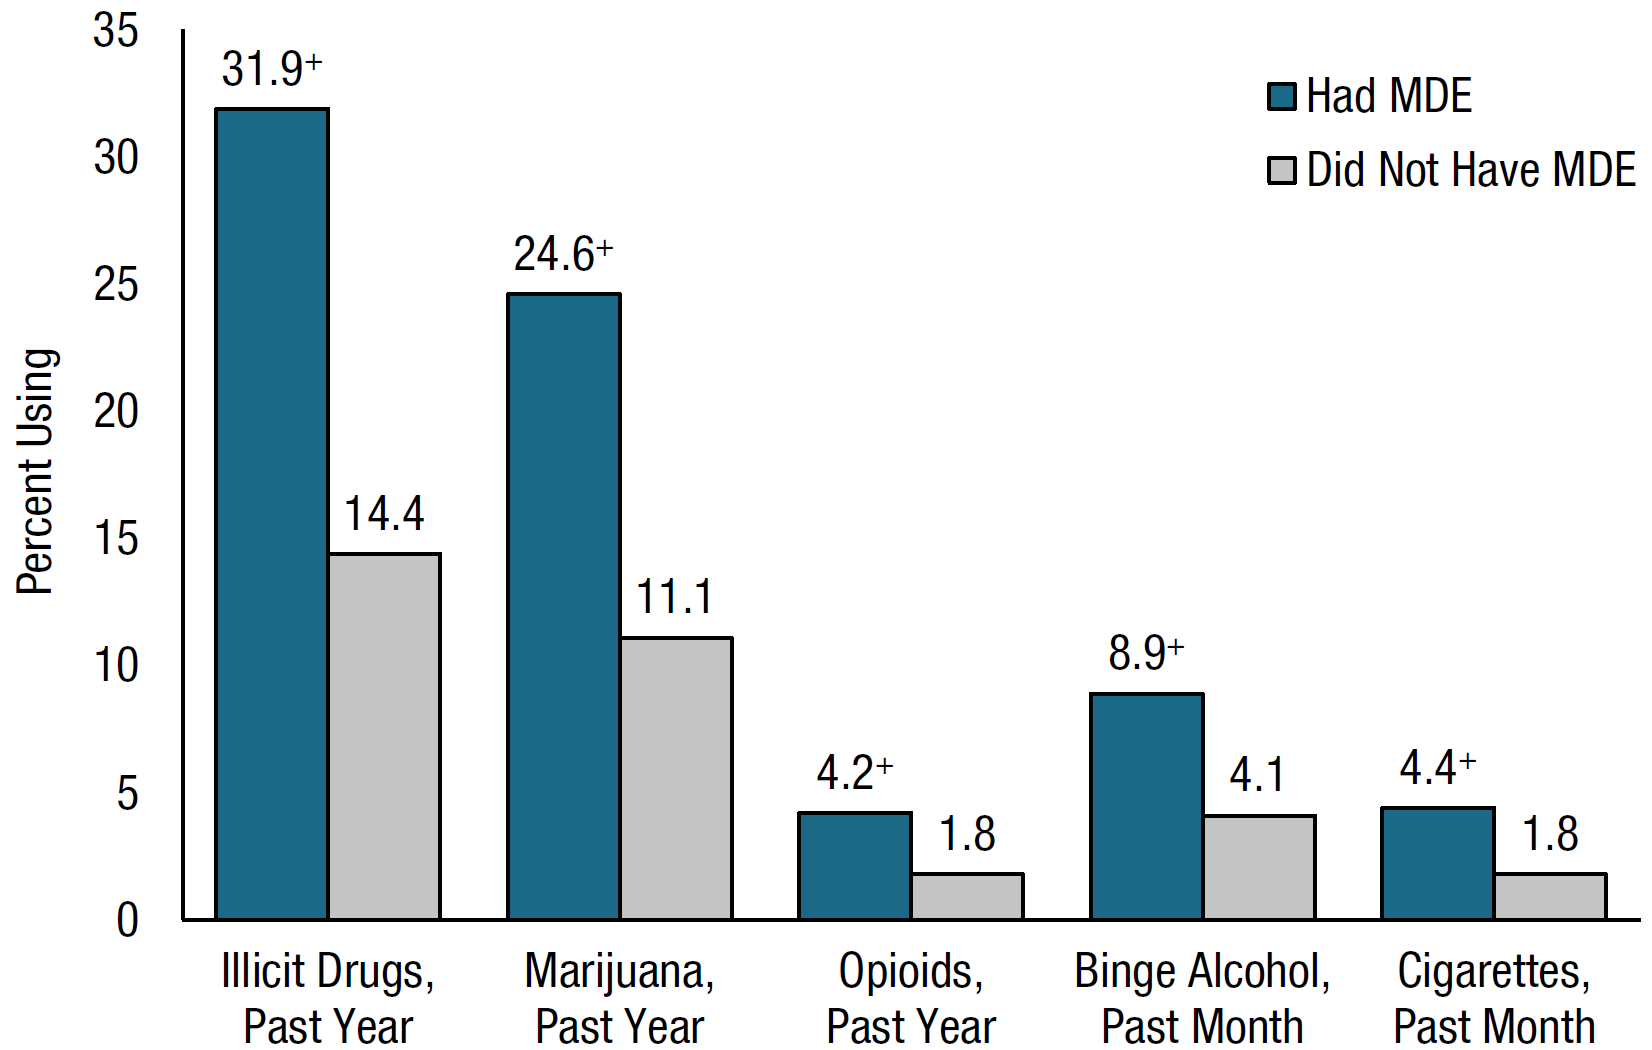 35
30
25
20
15
10
5
0
Percent Using
31.9+
14.4
24.6+
11.1
4.2+
1.8
8.9+
4.1
4.4+
1.8
Had MDE
Did Not Have MDE
Illicit Drugs,
Past Year
Marijuana,
Past Year
Opioids,
Past Year
Binge Alcohol,
Past Month
Cigarettes,
Past Month